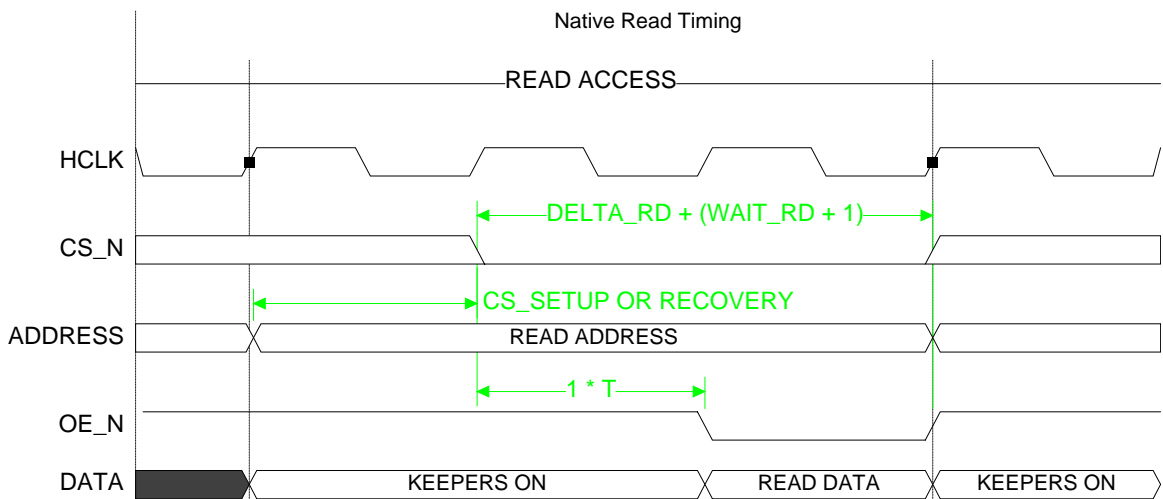 Native Read Timing
READ ACCESS
HCLK
DELTA_RD + (WAIT_RD + 1)
CS_N
CS_SETUP OR RECOVERY
ADDRESS
READ ADDRESS
1 * T
OE_N
DATA
KEEPERS ON
READ DATA
KEEPERS ON